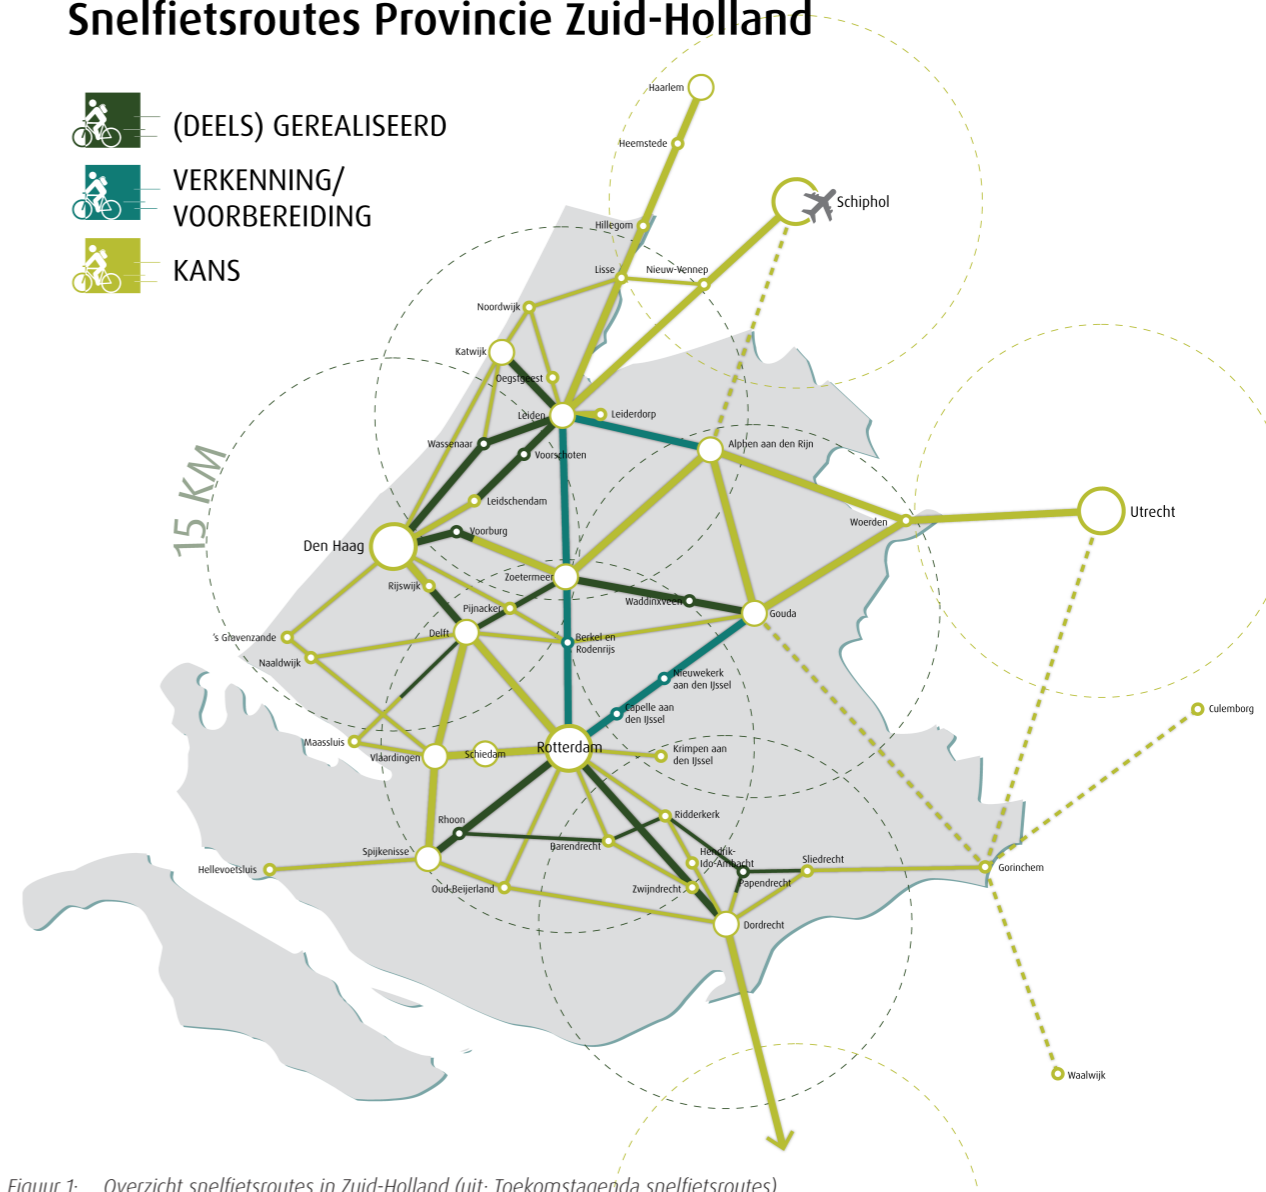 Snelfietsroutes Provincie Zuid-Holland
(DEELS) GEREALISEERD
VERKENNING/
VOORBEREIDING
KANS
15 KM
Haarlem
Heemstede
Schiphol
Hillegom
Lisse
Nieuw-Vennep
Noordwijk
Katwijk
Oegstgeest
Leiden
Leiderdorp
Wassenaar
Voorschoten
Alphen aan den Rijn
Leidschendam
Woerden
Utrecht
Den Haag
Voorburg
Rijswijk
Zoetermeer
Waddinxveen
Pijnacker
Gouda
's Gravenzande
Delft
Berkel en
Rodenrijs
Naaldwijk
Nieuwekerk
aan den IJssel
Capelle aan
den IJssel
Culemborg
Maassluis
Vlaardingen
Schiedam
Rotterdam
Krimpen aan
den IJssel
Rhoon
Ridderkerk
Barendrecht
Spijkenisse
Hendrik-
Ido-Ambacht
Sliedrecht
Hellevoetsluis
Oud-Beijerland
Zwijndrecht
Papendrecht
Gorinchem
Dordrecht
Waalwijk
Figuur 1: Overzicht snelfietsroutes in Zuid-Holland (uit: Toekomstagenda snelfietsroutes)